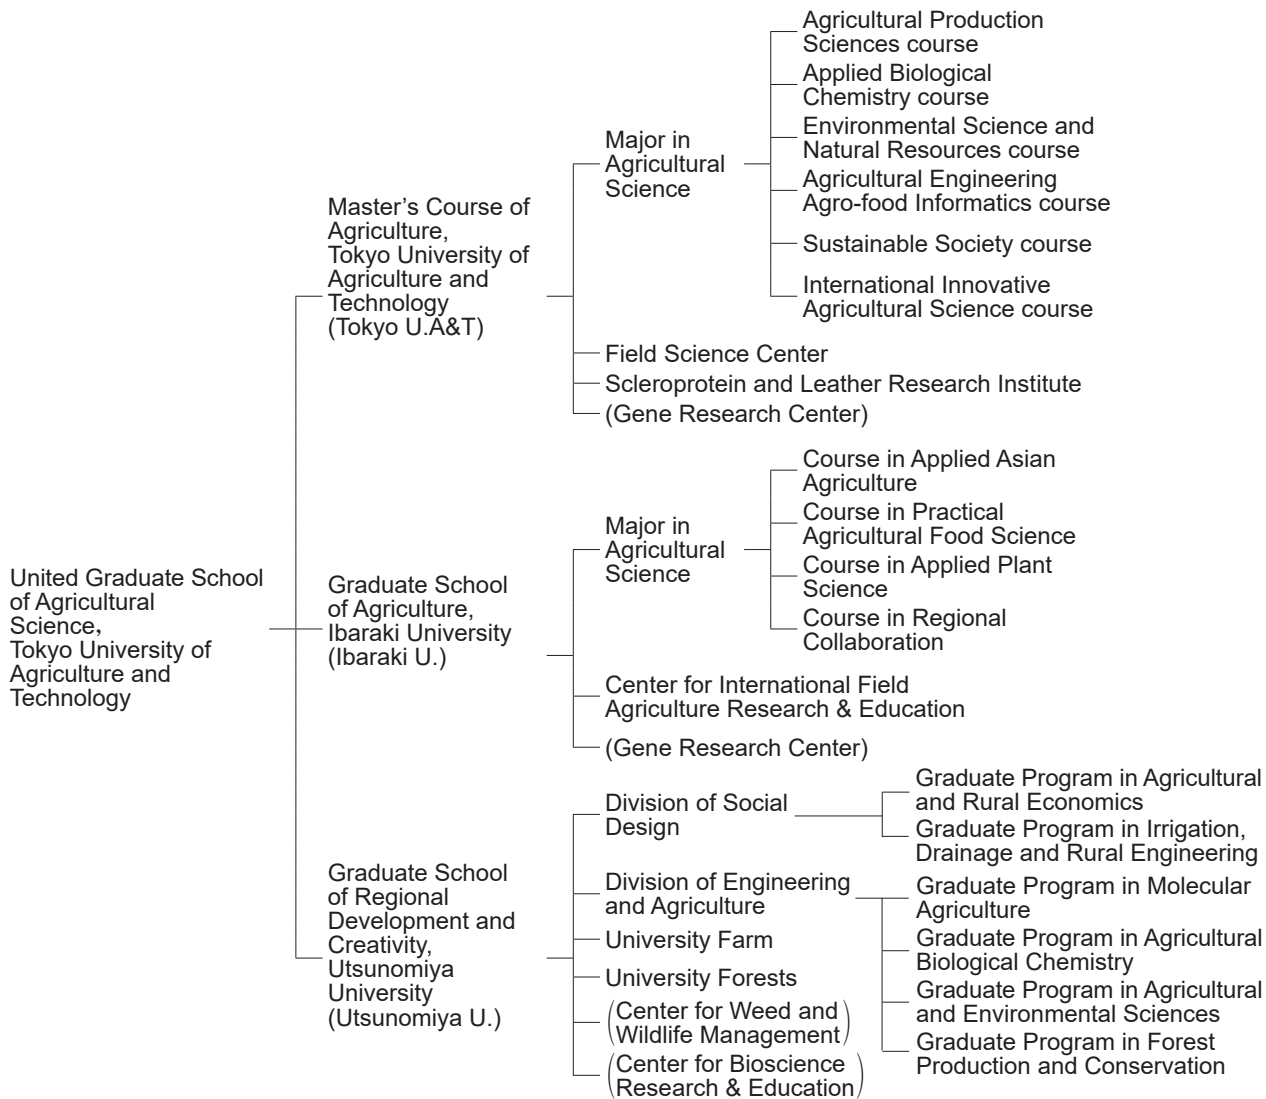 United Graduate School
of Agricultural
Science,
Tokyo University of
Agriculture and
Technology
Master’s Course of
Agriculture,
Tokyo University of
Agriculture and
Technology
(Tokyo U.A&T)
Major in
Agricultural
Science
Agricultural Production
Sciences course
Applied Biological
Chemistry course
Environmental Science and
Natural Resources course
Agricultural Engineering
Agro-food Informatics course
Sustainable Society course
International Innovative
Agricultural Science course
Field Science Center
Scleroprotein and Leather Research Institute
(Gene Research Center)
Graduate School
of Agriculture,
Ibaraki University
(Ibaraki U.)
Major in
Agricultural
Science
Course in Applied Asian
Agriculture
Course in Practical
Agricultural Food Science
Course in Applied Plant
Science
Course in Regional
Collaboration
Center for International Field
Agriculture Research & Education
(Gene Research Center)
Graduate School
of Regional
Development and
Creativity,
Utsunomiya
University
(Utsunomiya U.)
Division of Social
Design
Graduate Program in Agricultural
and Rural Economics
Graduate Program in Irrigation,
Drainage and Rural Engineering
Division of Engineering
and Agriculture
Graduate Program in Molecular
Agriculture
Graduate Program in Agricultural
Biological Chemistry
Graduate Program in Agricultural
and Environmental Sciences
Graduate Program in Forest
Production and Conservation
University Farm
University Forests
(Center for Weed and
Wildlife Management)
(Center for Bioscience
Research & Education)